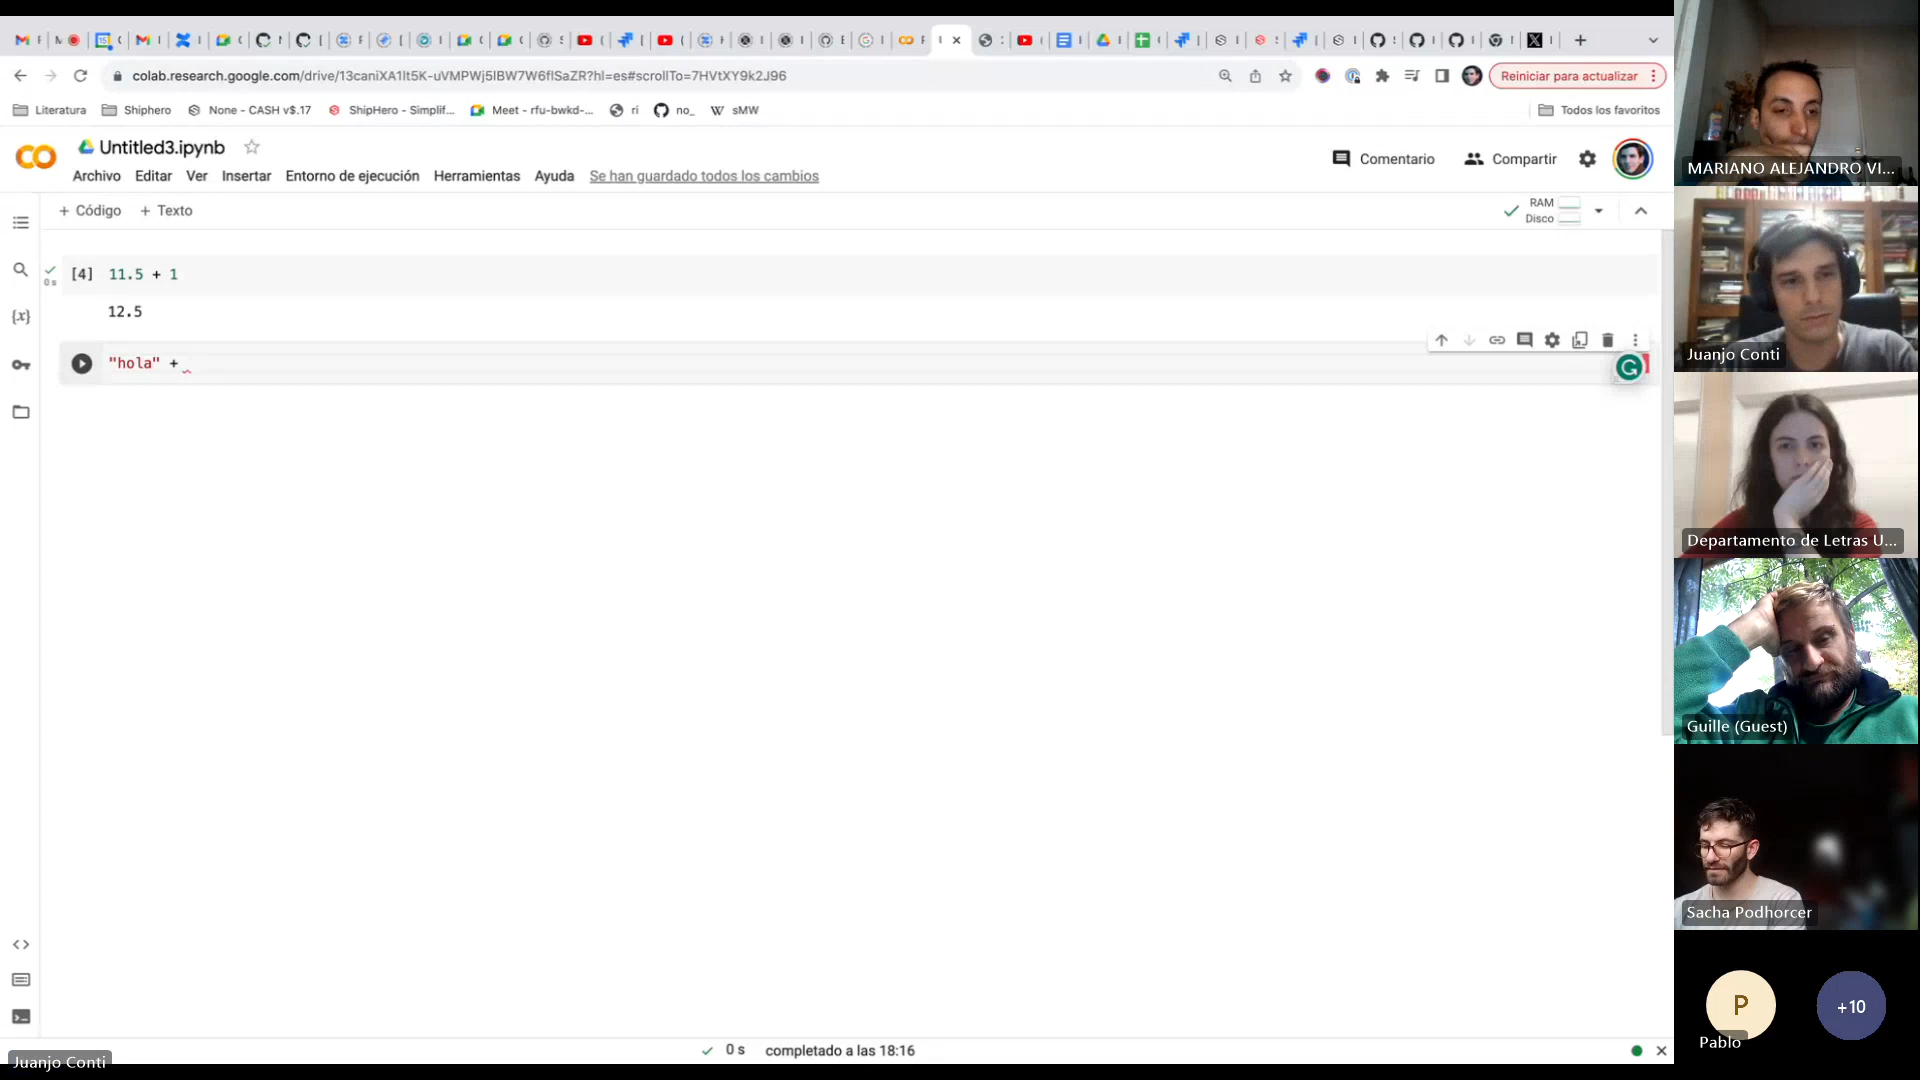 colab.research.google.com/drive/13caniXA1lt5K-uVMPWj5lBW7W6flSaZR?hl=es#scrollTo=7HVtXY9k2J96
Reiniciar para actualizar
Literatura
Shiphero
None - CASH v$.17
ShipHero - Simplif...
Meet - rfu-bwkd-...
ri
no_
sMW
Todos los favoritos
CO
Untitled3.ipynb
Comentario
Compartir
Archivo
Editar
Ver
Insertar
Entorno de ejecución
Herramientas
Ayuda
Se han guardado todos los cambios
+ Código
+ Texto
RAM
Disco
0 s
[4] 11.5 + 1
12.5
"hola" +
{x}
0 s
completado a las 18:16
Juanjo Conti
MARIANO ALEJANDRO VI...
Juanjo Conti
Departamento de Letras U...
Guille (Guest)
Sacha Podhorcer
P
Pablo
+10